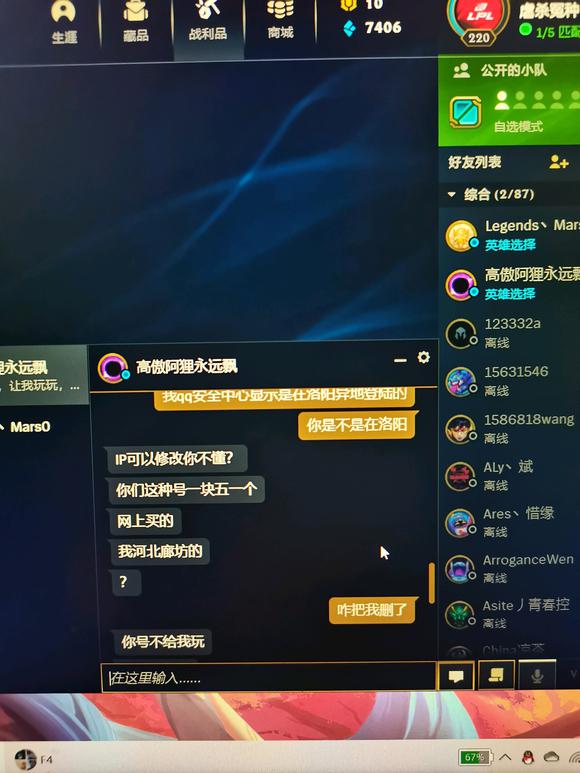 生涯
藏品
战利品
商城
10
7406
LPL
220
1/5
公开的小队
自选模式
好友列表
综合 (2/87)
Legends丶 Mars
英雄选择
高傲阿狸永远飘
英雄选择
123332a
离线
15631546
离线
1586818wang
离线
ALy丶 斌
离线
Ares丶 惜缘
离线
ArroganceWen
离线
Asite丿青春控
离线
狸永远飘
, 让我玩玩，...
丶 Mars0
高傲阿狸永远飘
我qq安全中心显示是在洛阳异地登陆的
你是不是在洛阳
IP可以修改你不懂?
你们这种号一块五一个
网上买的
我河北廊坊的
?
咋把我删了
你号不给我玩
在这里输入......
F4
67%